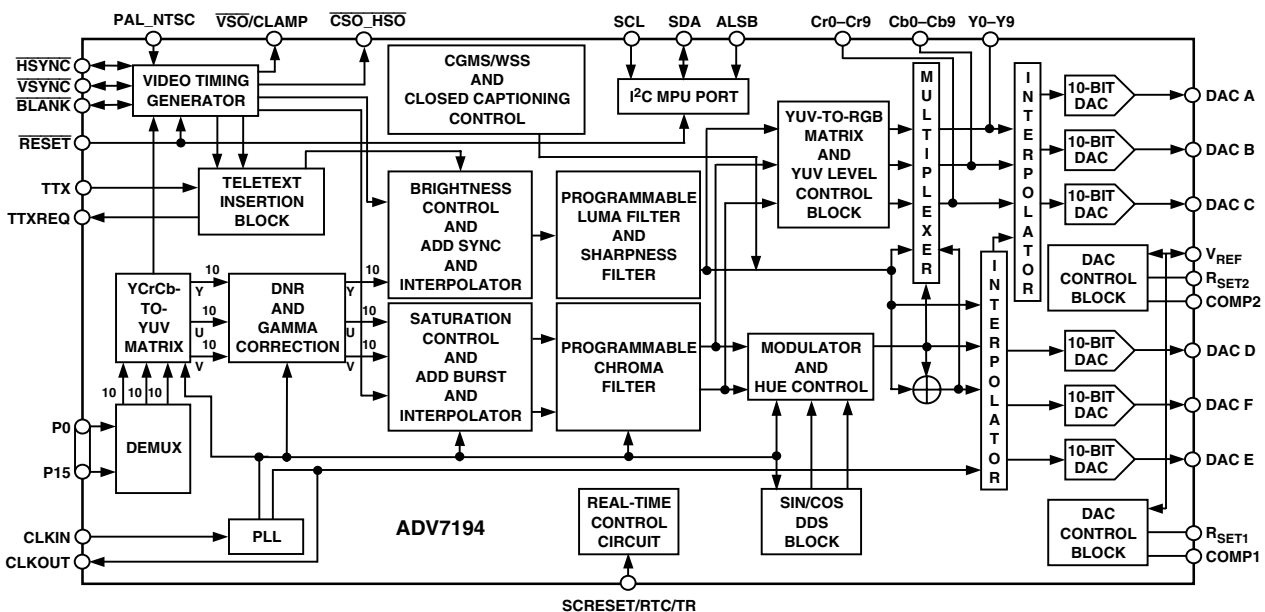 PAL_NTSC
VSO/CLAMP
CSO_HSO
SCL
SDA
ALSB
Cr0–Cr9
Cb0–Cb9
Y0–Y9
HSYNC
VSYNC
BLANK
RESET
TTX
TTXREQ
VIDEO TIMING
GENERATOR
CGMS/WSS
AND
CLOSED CAPTIONING
CONTROL
I²C MPU PORT
YUV-TO-RGB
MATRIX
AND
YUV LEVEL
CONTROL
BLOCK
MULTIPLEXER
INTERPOLATOR
10-BIT
DAC
DAC A
10-BIT
DAC
DAC B
10-BIT
DAC
DAC C
TELETEXT
INSERTION
BLOCK
BRIGHTNESS
CONTROL
AND
ADD SYNC
AND
INTERPOLATOR
PROGRAMMABLE
LUMA FILTER
AND
SHARPNESS
FILTER
DAC
CONTROL
BLOCK
VREF
RSET2
COMP2
YCrCb-
TO-
YUV
MATRIX
10
Y
10
U
10
V
DNR
AND
GAMMA
CORRECTION
10
Y
10
U
10
V
SATURATION
CONTROL
AND
ADD BURST
AND
INTERPOLATOR
PROGRAMMABLE
CHROMA
FILTER
MODULATOR
AND
HUE CONTROL
INTERPOLATOR
10-BIT
DAC
DAC D
10-BIT
DAC
DAC F
10-BIT
DAC
DAC E
10
10
10
P0
P15
DEMUX
CLKIN
CLKOUT
PLL
ADV7194
REAL-TIME
CONTROL
CIRCUIT
SIN/COS
DDS
BLOCK
DAC
CONTROL
BLOCK
RSET1
COMP1
SCRESET/RTC/TR